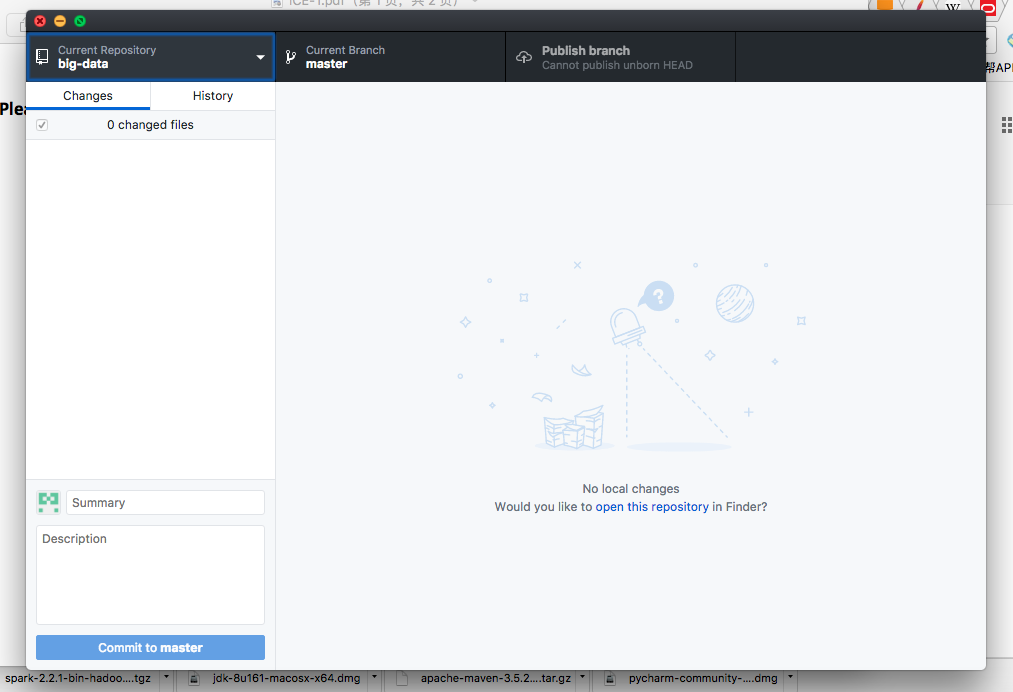 ICE-1.pdf (第 1 页，共 2 页)
W
Current Repository
big-data
Current Branch
master
Publish branch
Cannot publish unborn HEAD
帮API
Changes
History
Plea
0 changed files
?
No local changes
Would you like to open this repository in Finder?
Summary
Description
Commit to master
spark-2.2.1-bin-hadoo....tgz
jdk-8u161-macosx-x64.dmg
apache-maven-3.5.2....tar.gz
pycharm-community-....dmg